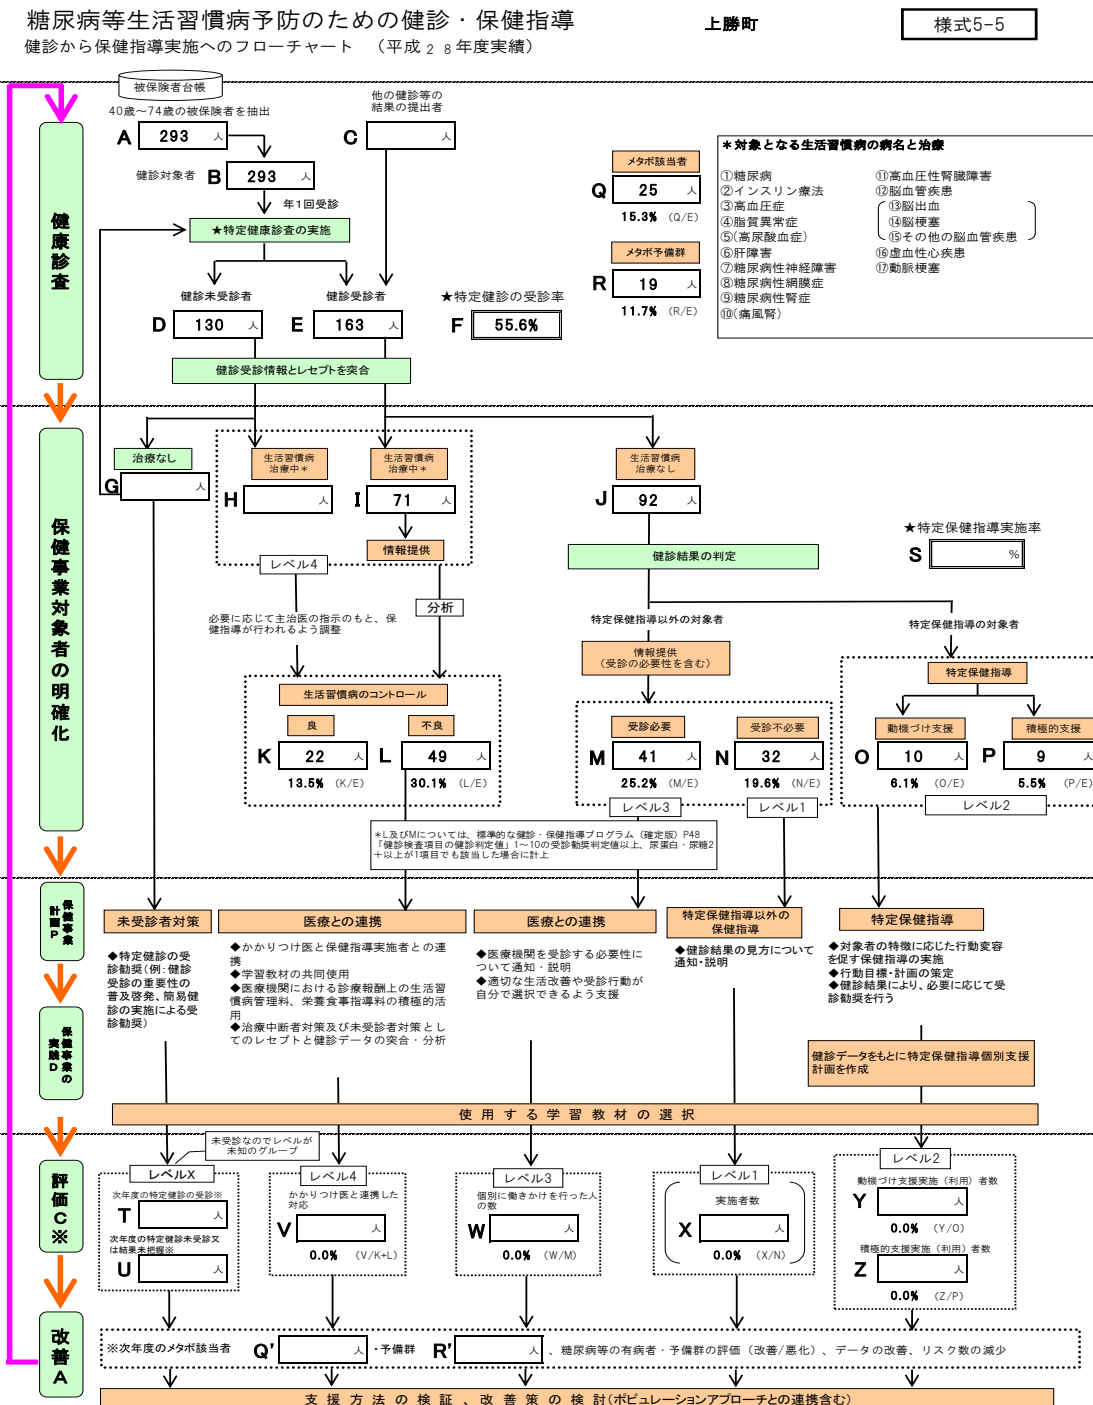 糖尿病等生活習慣病予防のための健診・保健指導
上勝町
様式5-5
健診から保健指導実施へのフローチャート　（平成２８年度実績）
被保険者台帳
40歳～74歳の被保険者を抽出
他の健診等の
結果の提出者
A 293 人
C 人
健診対象者 B 293 人
年1回受診
★特定健康診査の実施
健康診査
健診未受診者
健診受診者
★特定健診の受診率
D 130 人
E 163 人
F 55.6%
健診受診情報とレセプトを突合
メタボ該当者
Q 25 人
15.3% (Q/E)
メタボ予備群
R 19 人
11.7% (R/E)
＊対象となる生活習慣病の病名と治療
①糖尿病
②インスリン療法
③高血圧症
④脂質異常症
⑤(高尿酸血症)
⑥肝障害
⑦糖尿病性神経障害
⑧糖尿病性網膜症
⑨糖尿病性腎症
⑩(痛風腎)
⑪高血圧性腎臓障害
⑫脳血管疾患
⑬脳出血
⑭脳梗塞
⑮その他の脳血管疾患
⑯虚血性心疾患
⑰動脈梗塞
保健事業対象者の明確化
治療なし
G 人
生活習慣病
治療中＊
H 人
生活習慣病
治療中＊
I 71 人
情報提供
レベル4
生活習慣病
治療なし
J 92 人
健診結果の判定
★特定保健指導実施率
S %
必要に応じて主治医の指示のもと、保
健指導が行われるよう調整
分析
特定保健指導以外の対象者
特定保健指導の対象者
情報提供
（受診の必要性を含む）
特定保健指導
生活習慣病のコントロール
良
不良
K 22 人
L 49 人
13.5% (K/E)
30.1% (L/E)
受診必要
受診不必要
M 41 人
N 32 人
25.2% (M/E)
19.6% (N/E)
レベル3
レベル1
動機づけ支援
積極的支援
O 10 人
P 9 人
6.1% (O/E)
5.5% (P/E)
レベル2
＊L及びMについては、標準的な健診・保健指導プログラム（確定版）P48
「健診検査項目の健診判定値」1～10の受診勧奨判定値以上、尿蛋白・尿糖2
＋以上が1項目でも該当した場合に計上
保健事業
計画P
保健事業の
実践D
未受診者対策
◆特定健診の受
診勧奨(例：健診
受診の重要性の
普及啓発、簡易健
診の実施による受
診勧奨)
医療との連携
◆かかりつけ医と保健指導実施者との連
携
◆学習教材の共同使用
◆医療機関における診療報酬上の生活習
慣病管理料、栄養食事指導料の積極的活
用
◆治療中断者対策及び未受診者対策とし
てのレセプトと健診データの突合・分析
医療との連携
◆医療機関を受診する必要性に
ついて通知・説明
◆適切な生活改善や受診行動が
自分で選択できるよう支援
特定保健指導以外の
保健指導
◆健診結果の見方について
通知・説明
特定保健指導
◆対象者の特徴に応じた行動変容
を促す保健指導の実施
◆行動目標・計画の策定
◆健診結果により、必要に応じて受
診勧奨を行う
健診データをもとに特定保健指導個別支援
計画を作成
使用する学習教材の選択
評価C※
未受診なのでレベルが
未知のグループ
レベルX
次年度の特定健診の受診※
T 人
次年度の特定健診未受診又
は結果未把握※
U 人
レベル4
かかりつけ医と連携した
対応
V 人
0.0% (V/K+L)
レベル3
個別に働きかけを行った人
の数
W 人
0.0% (W/M)
レベル1
実施者数
X 人
0.0% (X/N)
レベル2
動機づけ支援実施（利用）者数
Y 人
0.0% (Y/O)
積極的支援実施（利用）者数
Z 人
0.0% (Z/P)
改善A
※次年度のメタボ該当者 Q' 人 ・予備群 R' 人 、糖尿病等の有病者・予備群の評価（改善/悪化）、データの改善、リスク数の減少
支援方法の検証、改善策の検討(ポピュレーションアプローチとの連携含む)